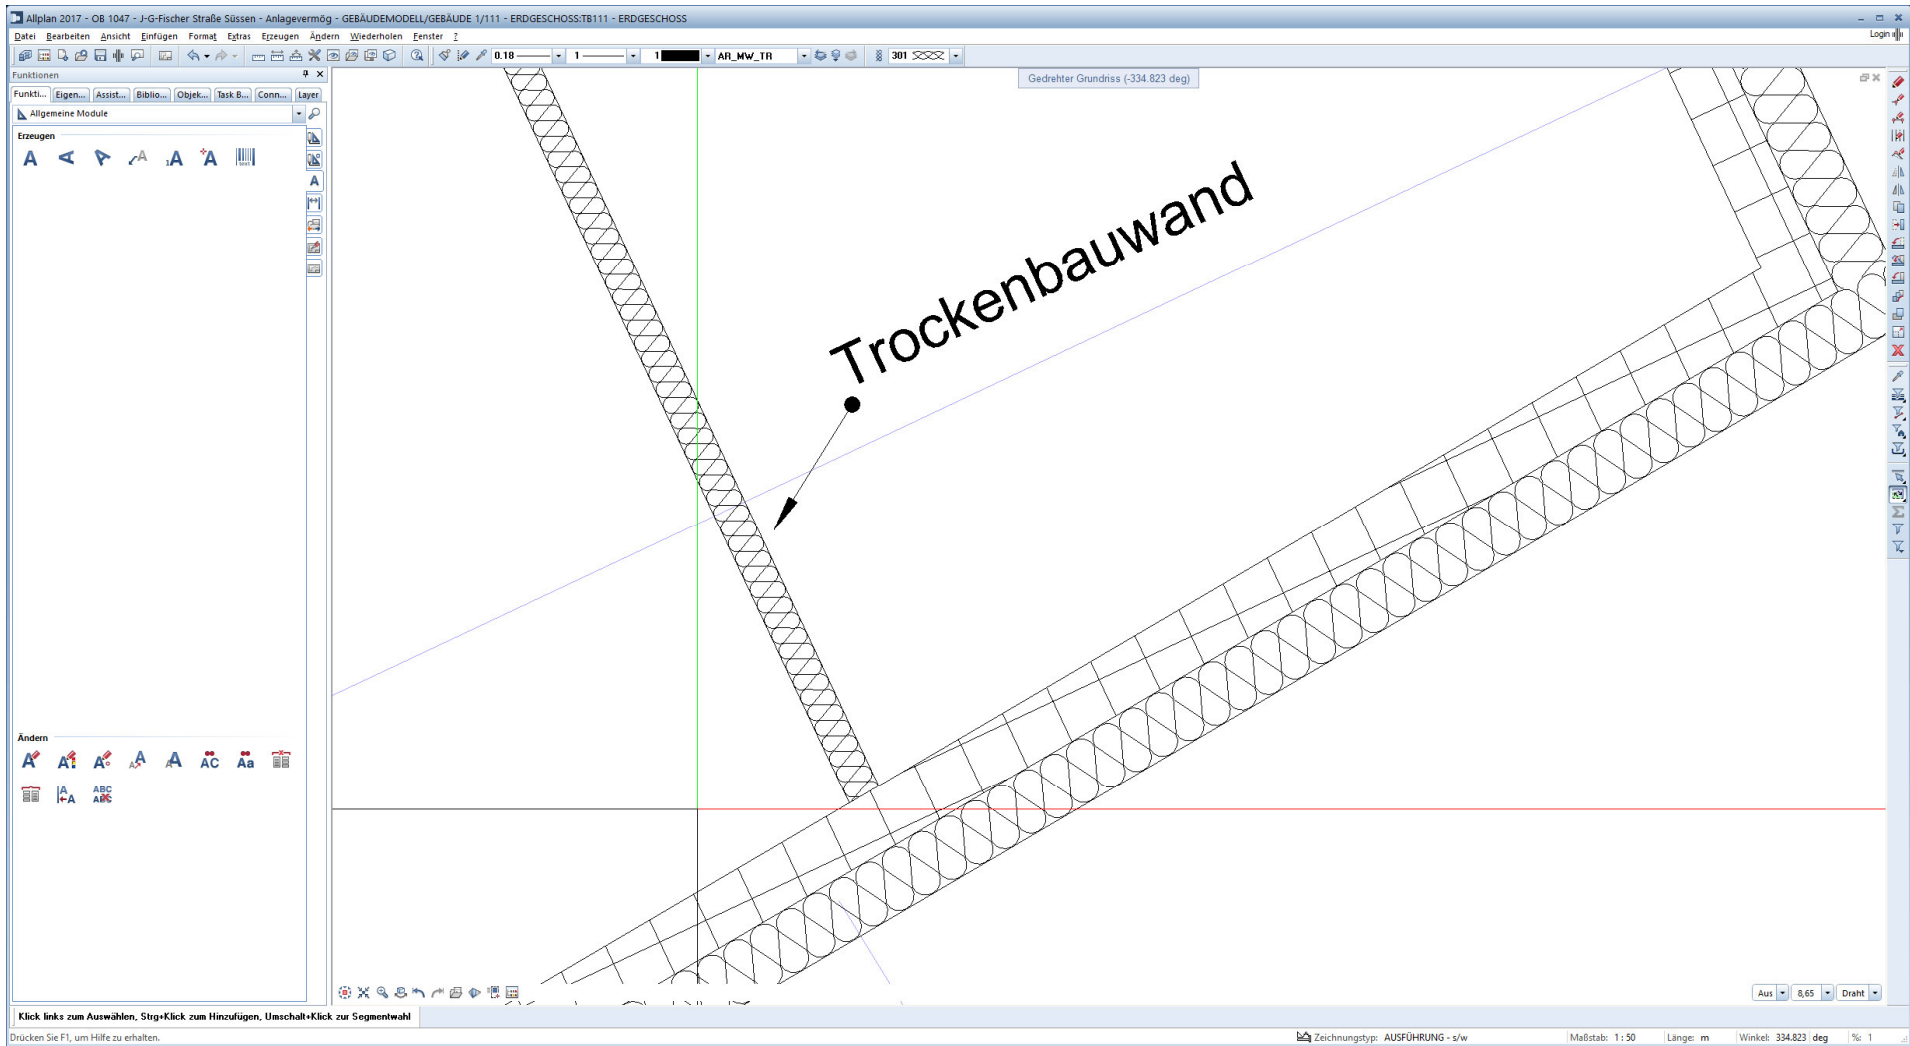 Allplan 2017 - OB 1047 - J-G-Fischer Straße Süssen - Anlagevermög - GEBÄUDEMODELL/GEBÄUDE 1/111 - ERDGESCHOSS:TB111 - ERDGESCHOSS
Datei Bearbeiten Ansicht Einfügen Format Extras Erzeugen Ändern Wiederholen Fenster ?
Login
0.18 1 1 AR_MW_TR 301
Funktionen
Gedrehter Grundriss (-334.823 deg)
Funkti... Eigen... Assist... Biblio... Objek... Task B... Conn... Layer
Allgemeine Module
Erzeugen
Trockenbauwand
Ändern
Aus 8,65 Draht
Klick links zum Auswählen, Strg+Klick zum Hinzufügen, Umschalt+Klick zur Segmentwahl
Drücken Sie F1, um Hilfe zu erhalten.
Zeichnungstyp: AUSFÜHRUNG - s/w Maßstab: 1 : 50 Länge: m Winkel: 334.823 deg %: 1